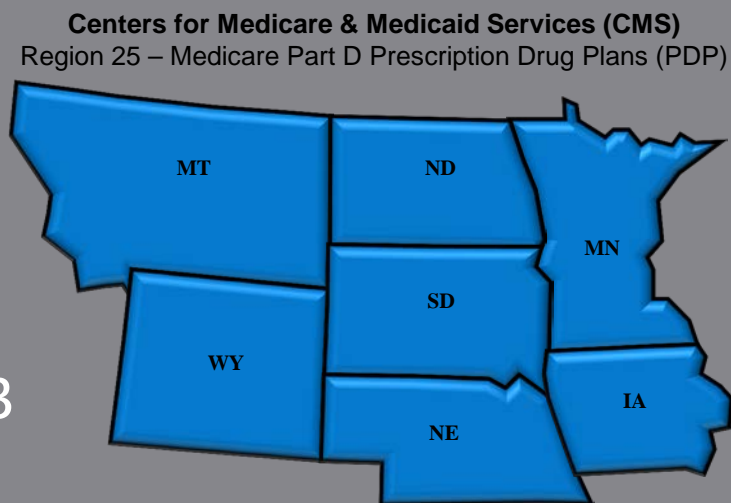 Centers for Medicare & Medicaid Services (CMS)
Region 25 – Medicare Part D Prescription Drug Plans (PDP)
MT
ND
MN
SD
WY
IA
NE